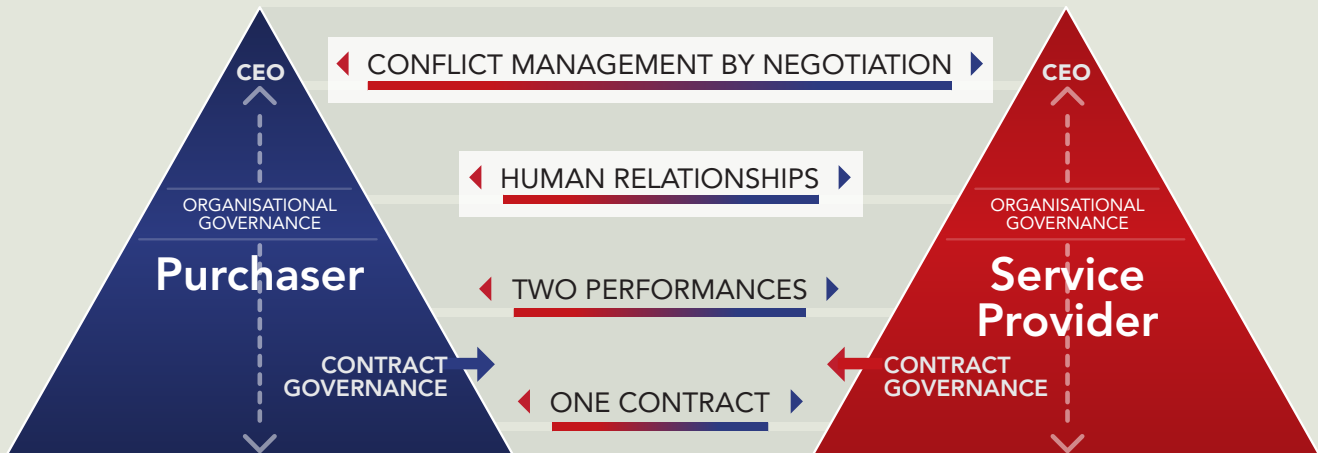 CEO
ORGANISATIONAL
GOVERNANCE
Purchaser
CONTRACT
GOVERNANCE
CONFLICT MANAGEMENT BY NEGOTIATION
HUMAN RELATIONSHIPS
TWO PERFORMANCES
ONE CONTRACT
CEO
ORGANISATIONAL
GOVERNANCE
Service
Provider
CONTRACT
GOVERNANCE